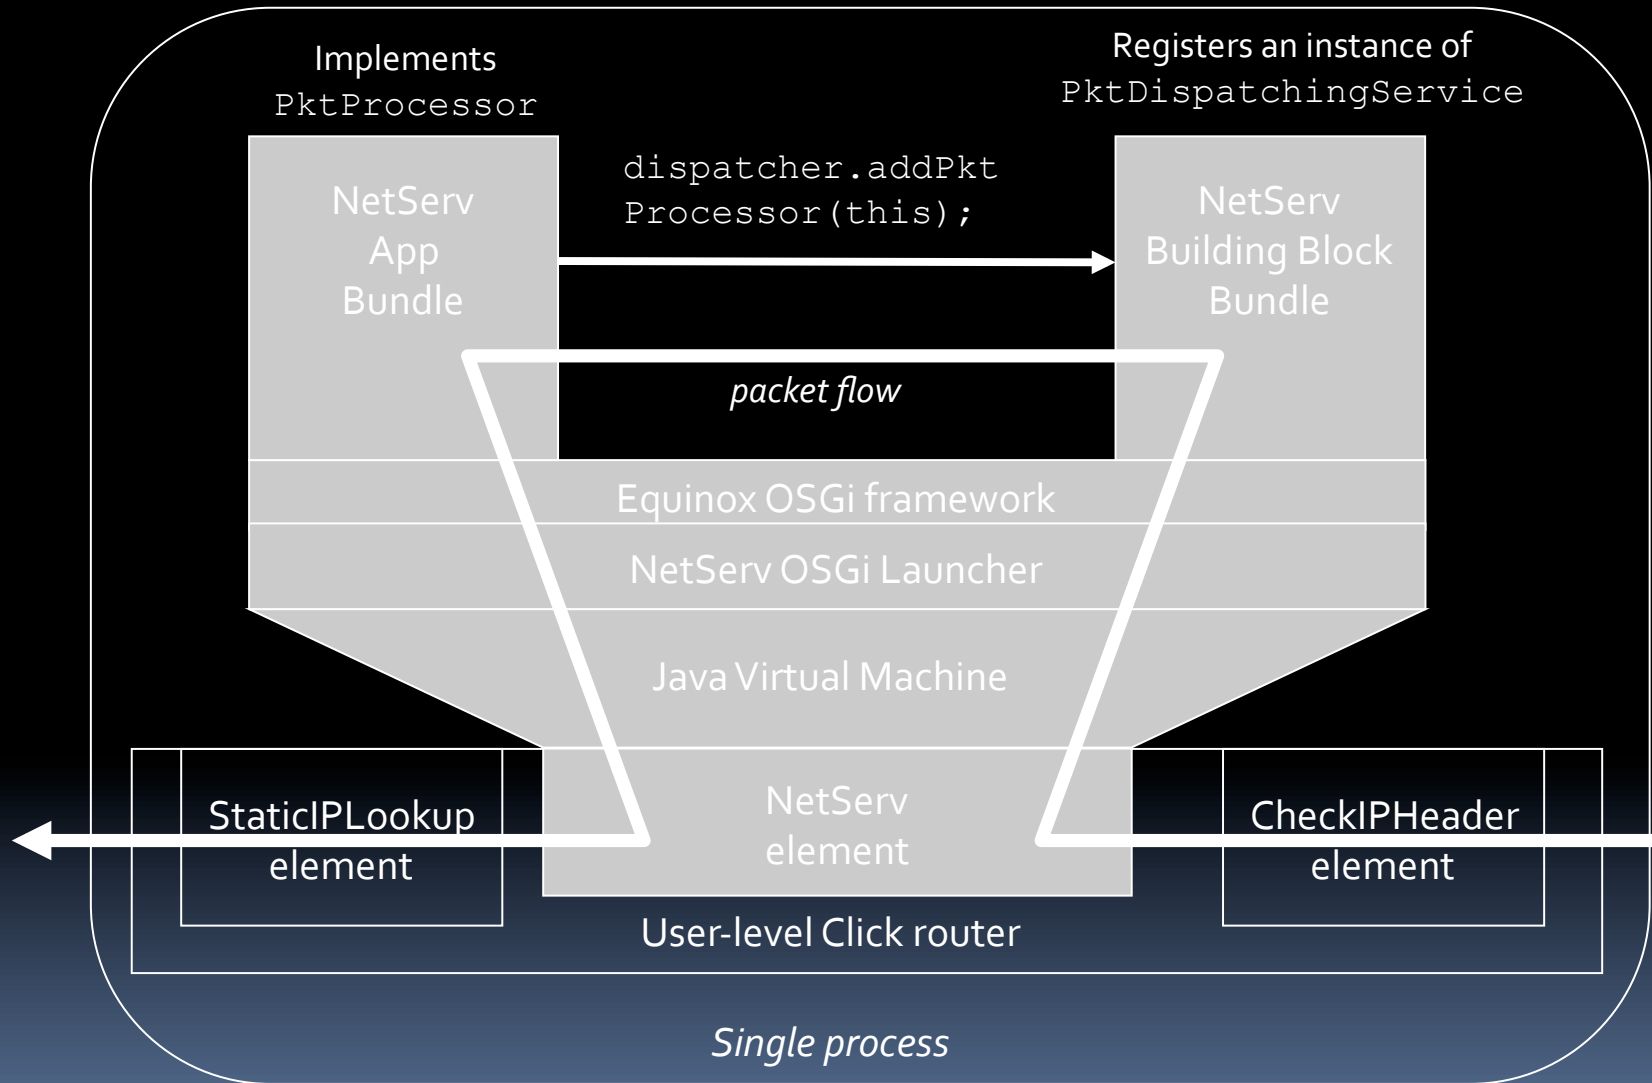 Implements
PktProcessor
Registers an instance of
PktDispatchingService
NetServ
App
Bundle
dispatcher.addPkt
Processor(this);
NetServ
Building Block
Bundle
packet flow
Equinox OSGi framework
NetServ OSGi Launcher
Java Virtual Machine
StaticIPLookup
element
NetServ
element
CheckIPHeader
element
User-level Click router
Single process